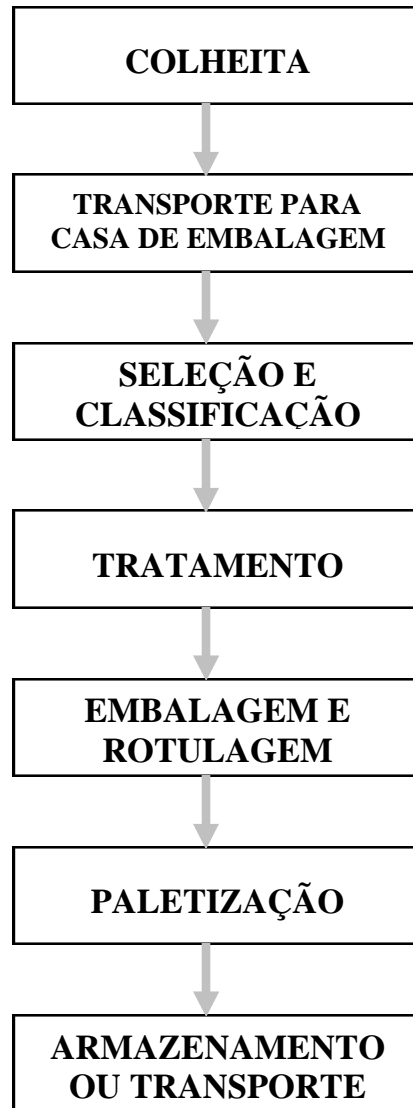 COLHEITA
TRANSPORTE PARA
CASA DE EMBALAGEM
SELEÇÃO E
CLASSIFICAÇÃO
TRATAMENTO
EMBALAGEM E
ROTULAGEM
PALETIZAÇÃO
ARMAZENAMENTO
OU TRANSPORTE